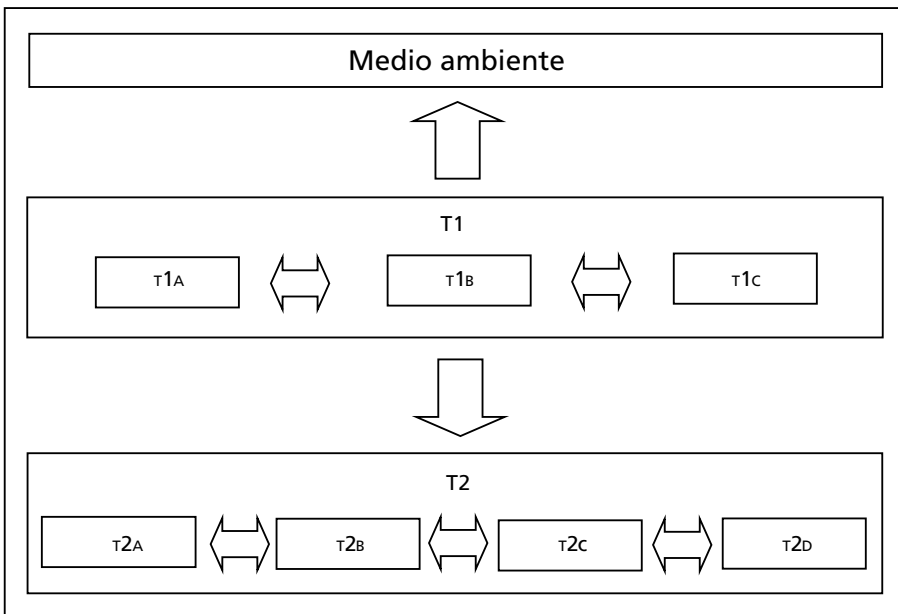 Medio ambiente
T1
T1A T1B T1C
T2
T2A T2B T2C T2D